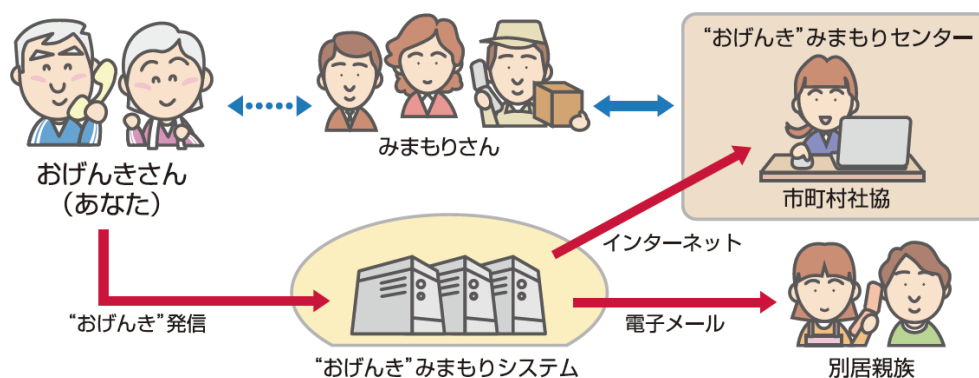 “おげんき”みまもりセンター
みまもりさん
おげんきさん
（あなた）
市町村社協
インターネット
“おげんき”発信
電子メール
“おげんき”みまもりシステム
別居親族